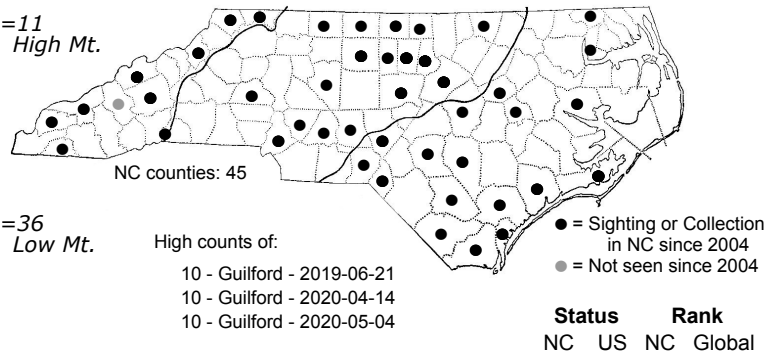 =11
High Mt.
NC counties: 45
=36
Low Mt.
High counts of:
10 - Guilford - 2019-06-21
10 - Guilford - 2020-04-14
10 - Guilford - 2020-05-04
= Sighting or Collection
in NC since 2004
= Not seen since 2004
Status Rank
NC US NC Global